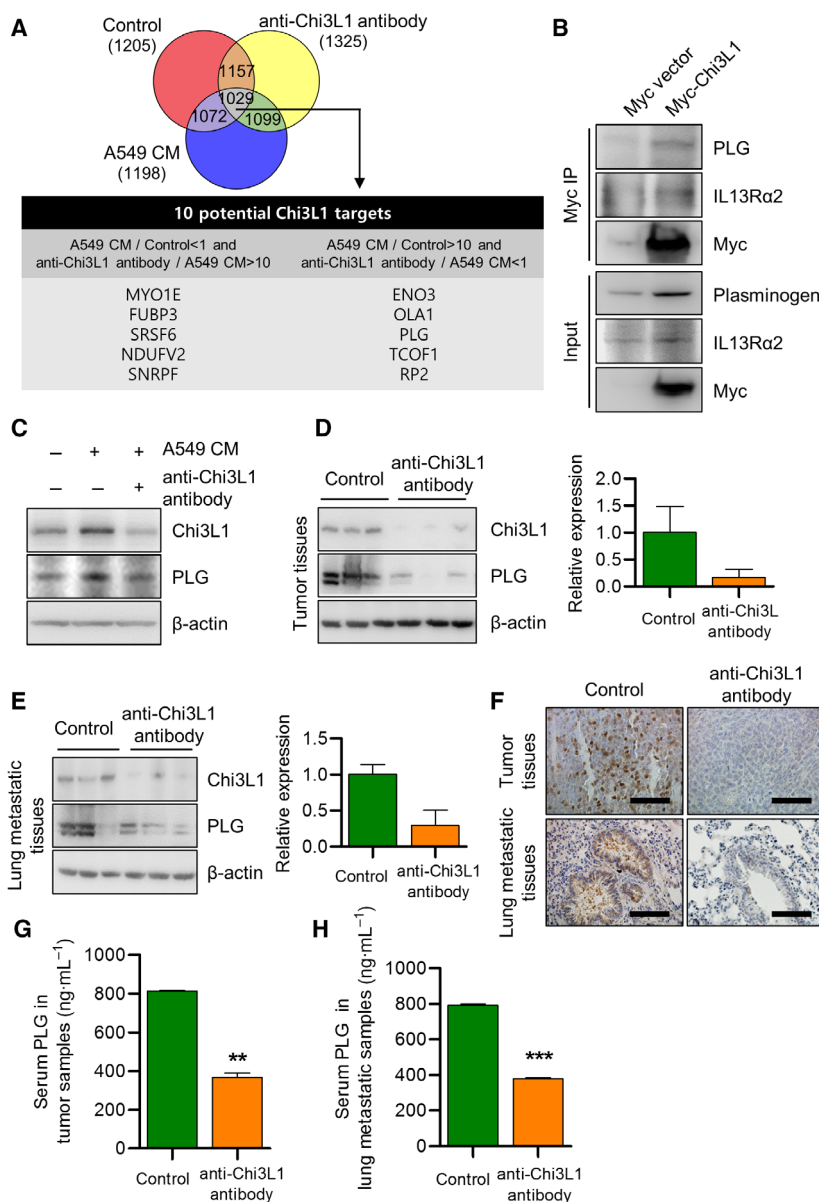 A
Control
(1205)
anti-Chi3L1 antibody
(1325)
1157
1029
1072
1099
A549 CM
(1198)
10 potential Chi3L1 targets
A549 CM / Control<1 and
anti-Chi3L1 antibody / A549 CM>10
A549 CM / Control>10 and
anti-Chi3L1 antibody / A549 CM<1
MYO1E
ENO3
FUBP3
OLA1
SRSF6
PLG
NDUFV2
TCOF1
SNRPF
RP2
B
Myc vector
Myc-Chi3L1
Myc IP
PLG
IL13Rα2
Myc
Input
Plasminogen
IL13Rα2
Myc
C
– + + A549 CM
– – + anti-Chi3L1
antibody
Chi3L1
PLG
β-actin
D
Control
anti-Chi3L1
antibody
Tumor tissues
Chi3L1
PLG
β-actin
Relative expression
2.0
1.5
1.0
0.5
0.0
Control
anti-Chi3L
antibody
E
Control
anti-Chi3L1
antibody
Lung metastatic
tissues
Chi3L1
PLG
β-actin
Relative expression
1.5
1.0
0.5
0.0
Control
anti-Chi3L1
antibody
F
Control
anti-Chi3L1
antibody
Tumor
tissues
Lung metastatic
tissues
G
Serum PLG in
tumor samples (ng·mL⁻¹)
1000
800
600
400
200
0
**
Control
anti-Chi3L1
antibody
H
Serum PLG in
lung metastatic samples (ng·mL⁻¹)
1000
800
600
400
200
0
***
Control
anti-Chi3L1
antibody